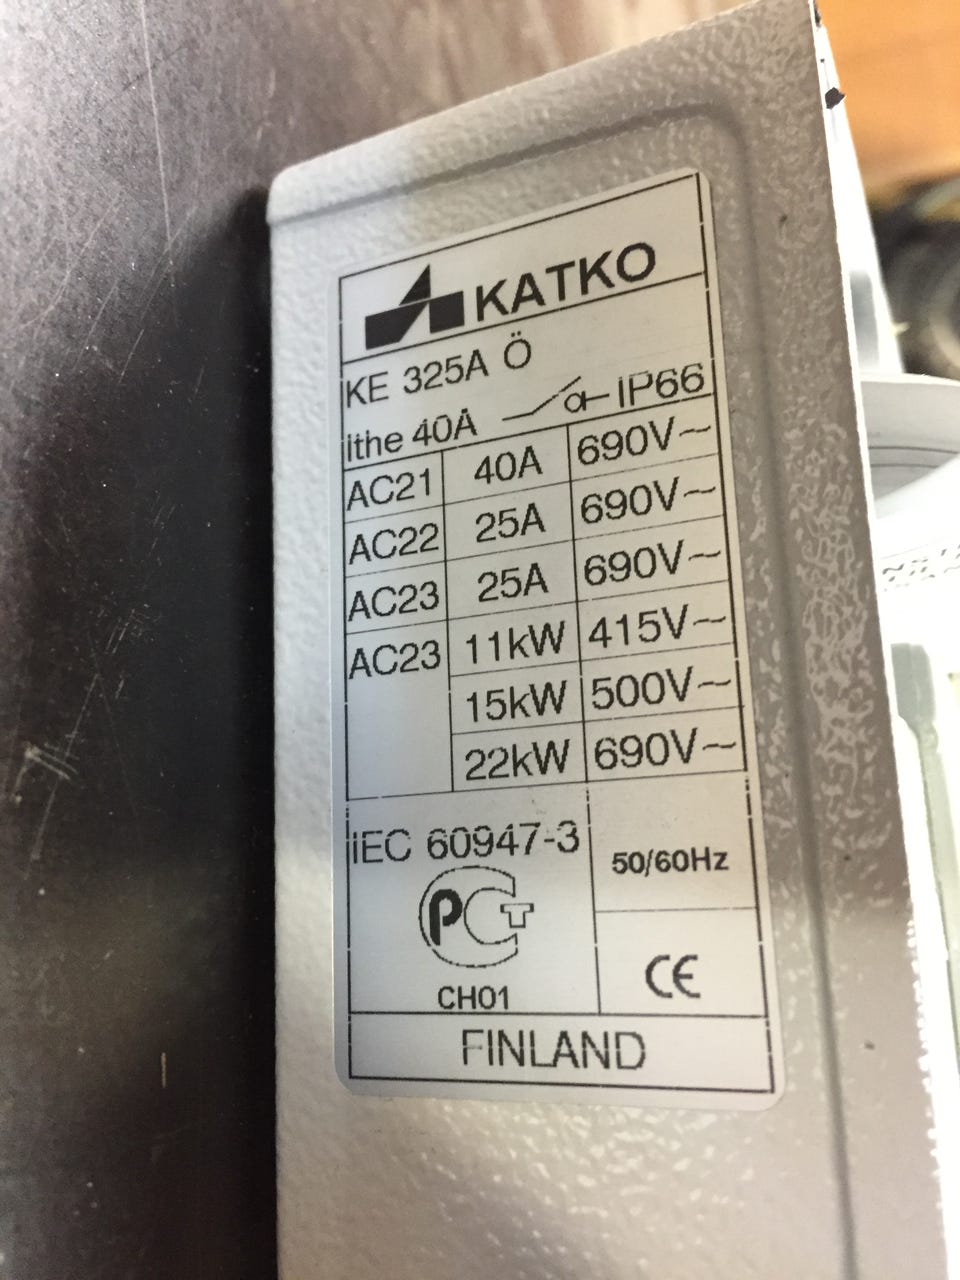 KATKO
KE 325A Ö
Ithe 40A IP66
AC21 40A 690V~
AC22 25A 690V~
AC23 25A 690V~
AC23 11kW 415V~
15kW 500V~
22kW 690V~
IEC 60947-3
50/60Hz
PCT
CH01
CE
FINLAND